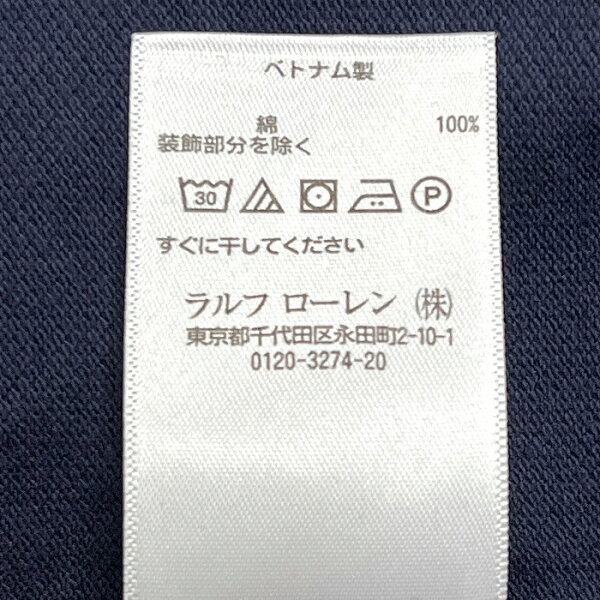 ベトナム製
綿 100%
装飾部分を除く
30 P
すぐに干してください
ラルフ ローレン (株)
東京都千代田区永田町2-10-1
0120-3274-20